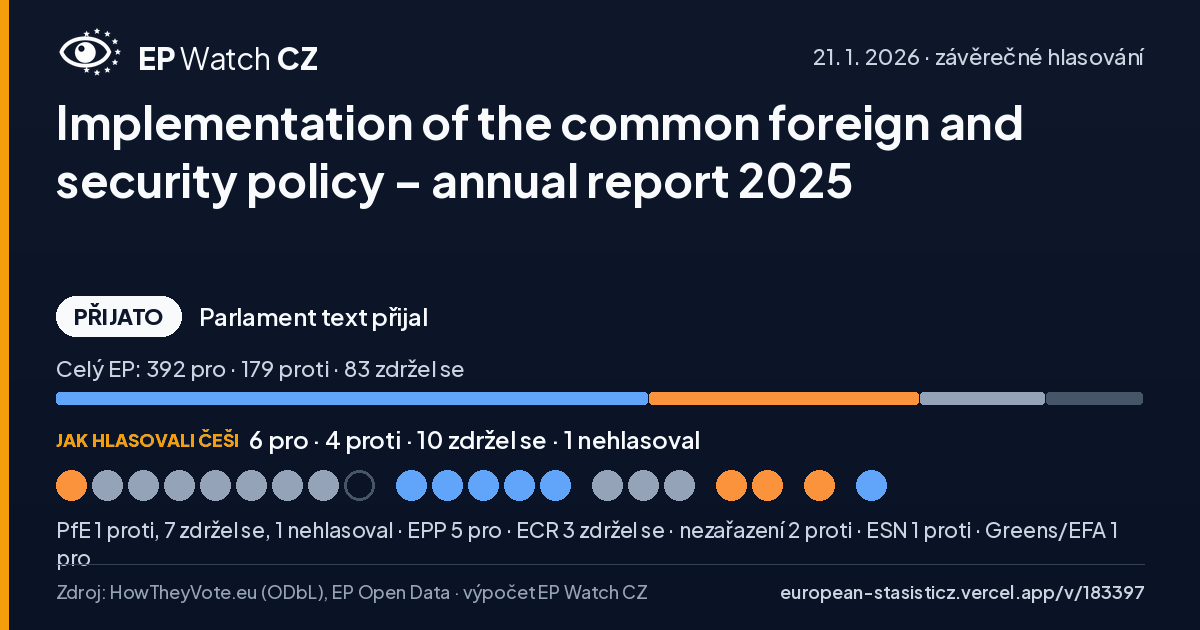 EP Watch CZ
21. 1. 2026 · závěrečné hlasování
Implementation of the common foreign and
security policy – annual report 2025
PŘIJATO
Parlament text přijal
Celý EP: 392 pro · 179 proti · 83 zdržel se
JAK HLASOVALI ČEŠI 6 pro · 4 proti · 10 zdržel se · 1 nehlasoval
PfE 1 proti, 7 zdržel se, 1 nehlasoval · EPP 5 pro · ECR 3 zdržel se · nezařazení 2 proti · ESN 1 proti · Greens/EFA 1
pro
Zdroj: HowTheyVote.eu (ODbL), EP Open Data · výpočet EP Watch CZ
european-stasisticz.vercel.app/v/183397